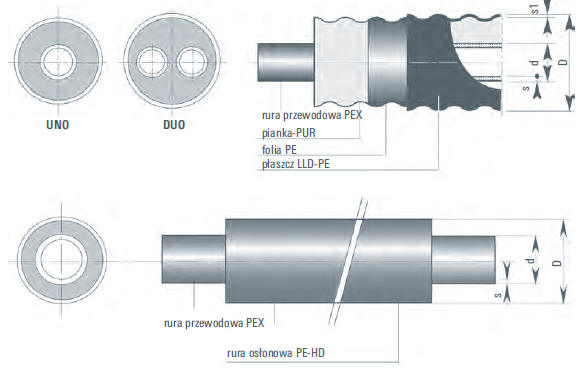 UNO
DUO
s1
D
d
s
rura przewodowa PEX
pianka-PUR
folia PE
płaszcz LLD-PE
d
D
s
rura przewodowa PEX
rura osłonowa PE-HD